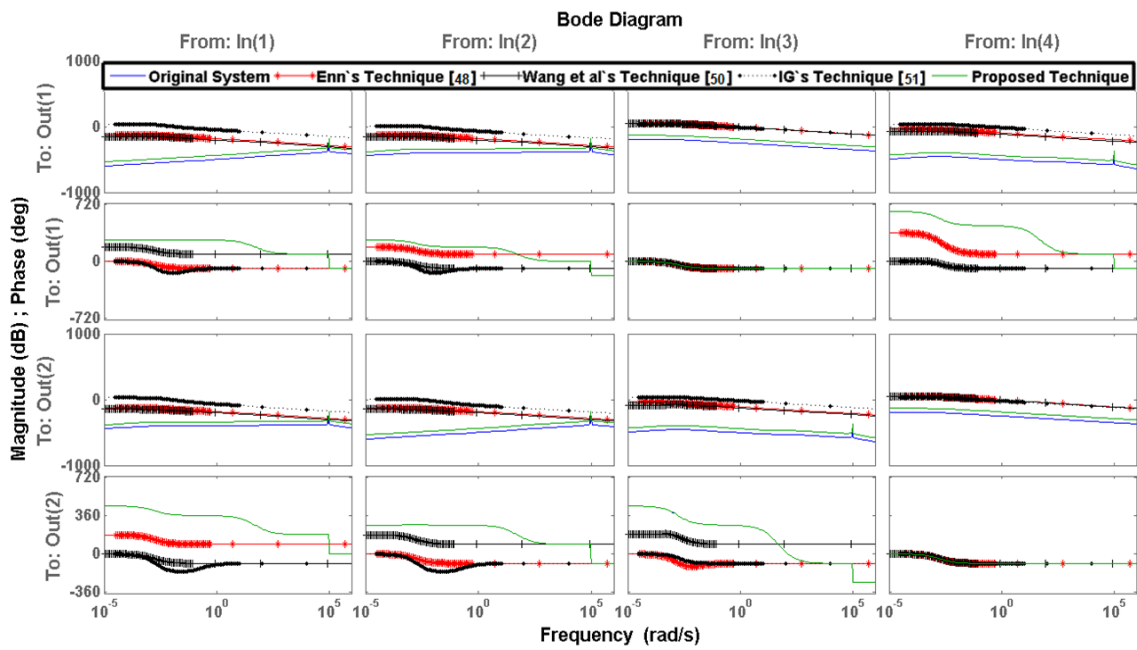 Bode Diagram
From: In(1) From: In(2) From: In(3) From: In(4)
Original System Enn`s Technique [48] Wang et al`s Technique [50] IG`s Technique [51] Proposed Technique
Magnitude (dB) ; Phase (deg)
To: Out(1)
1000
0
-1000
To: Out(1)
720
0
-720
To: Out(2)
1000
0
-1000
To: Out(2)
720
360
0
-360
10^-5 10^0 10^5 10^-5 10^0 10^5 10^-5 10^0 10^5 10^-5 10^0 10^5
Frequency (rad/s)